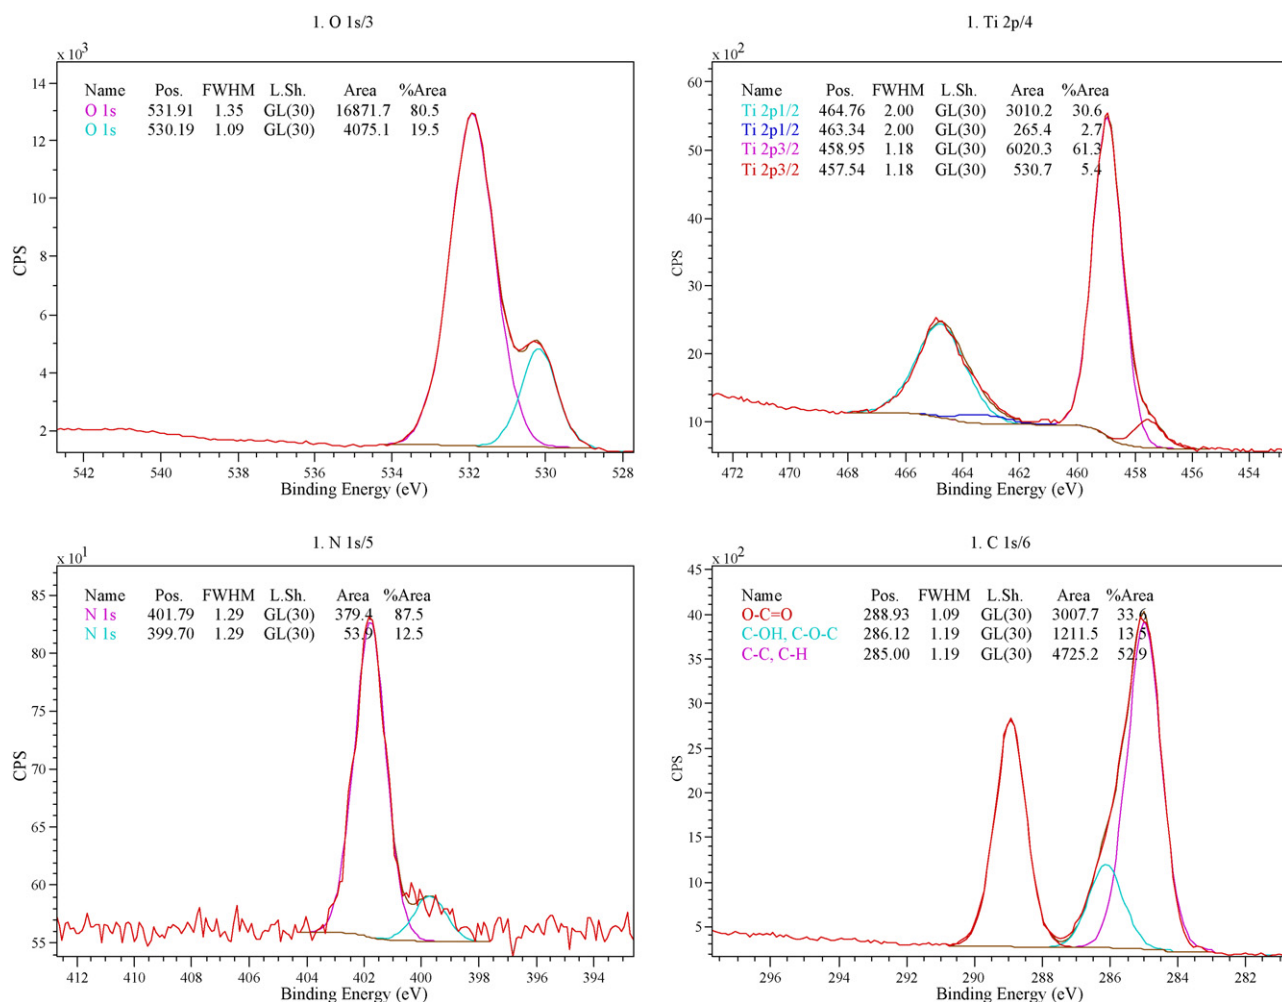 1. O 1s/3
x 10³
Name Pos. FWHM L.Sh. Area %Area
O 1s 531.91 1.35 GL(30) 16871.7 80.5
O 1s 530.19 1.09 GL(30) 4075.1 19.5
14
12
10
8
6
4
2
CPS
542 540 538 536 534 532 530 528
Binding Energy (eV)
1. Ti 2p/4
x 10²
Name Pos. FWHM L.Sh. Area %Area
Ti 2p1/2 464.76 2.00 GL(30) 3010.2 30.6
Ti 2p1/2 463.34 2.00 GL(30) 265.4 2.7
Ti 2p3/2 458.95 1.18 GL(30) 6020.3 61.3
Ti 2p3/2 457.54 1.18 GL(30) 530.7 5.4
60
50
40
30
20
10
CPS
472 470 468 466 464 462 460 458 456 454
Binding Energy (eV)
1. N 1s/5
x 10¹
Name Pos. FWHM L.Sh. Area %Area
N 1s 401.79 1.29 GL(30) 379.4 87.5
N 1s 399.70 1.29 GL(30) 53.9 12.5
85
80
75
70
65
60
55
CPS
412 410 408 406 404 402 400 398 396 394
Binding Energy (eV)
1. C 1s/6
x 10²
Name Pos. FWHM L.Sh. Area %Area
O-C=O 288.93 1.09 GL(30) 3007.7 33.6
C-OH, C-O-C 286.12 1.19 GL(30) 1211.5 13.5
C-C, C-H 285.00 1.19 GL(30) 4725.2 52.9
45
40
35
30
25
20
15
10
5
CPS
296 294 292 290 288 286 284 282
Binding Energy (eV)